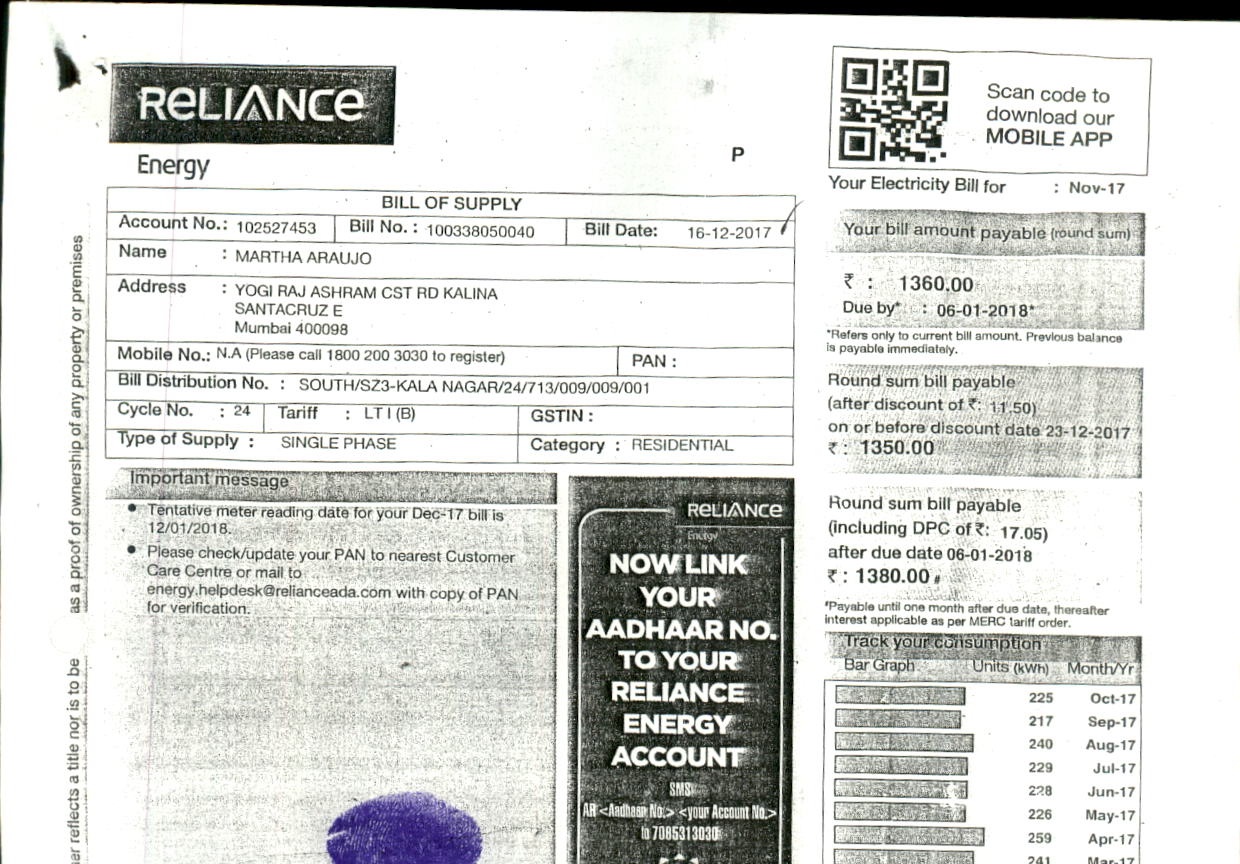 RELIANCE
Energy
P
BILL OF SUPPLY
Account No.: 102527453 Bill No. : 100338050040 Bill Date: 16-12-2017
Name : MARTHA ARAUJO
Address : YOGI RAJ ASHRAM CST RD KALINA
SANTACRUZ E
Mumbai 400098
Mobile No.: N.A (Please call 1800 200 3030 to register) PAN :
Bill Distribution No. : SOUTH/SZ3-KALA NAGAR/24/713/009/009/001
Cycle No. : 24 Tariff : LT I (B) GSTIN :
Type of Supply : SINGLE PHASE Category : RESIDENTIAL
Important message
• Tentative meter reading date for your Dec-17 bill is
12/01/2018.
• Please check/update your PAN to nearest Customer
Care Centre or mail to
energy.helpdesk@relianceada.com with copy of PAN
for verification.
RELIANCE
Energy
NOW LINK
YOUR
AADHAAR NO.
TO YOUR
RELIANCE
ENERGY
ACCOUNT
SMS
AR <Aadhaar No.> <your Account No.>
to 7085313030
Scan code to
download our
MOBILE APP
Your Electricity Bill for : Nov-17
Your bill amount payable (round sum)
₹ : 1360.00
Due by* : 06-01-2018*
*Refers only to current bill amount. Previous balance
is payable immediately.
Round sum bill payable
(after discount of ₹: 11.50)
on or before discount date 23-12-2017
₹ : 1350.00
Round sum bill payable
(including DPC of ₹: 17.05)
after due date 06-01-2018
₹ : 1380.00 #
#Payable until one month after due date, thereafter
interest applicable as per MERC tariff order.
Track your consumption
Bar Graph Units (kWh) Month/Yr
225 Oct-17
217 Sep-17
240 Aug-17
229 Jul-17
228 Jun-17
226 May-17
259 Apr-17
241 Mar-17
as a proof of ownership of any property or premises
reflects a title nor is to be